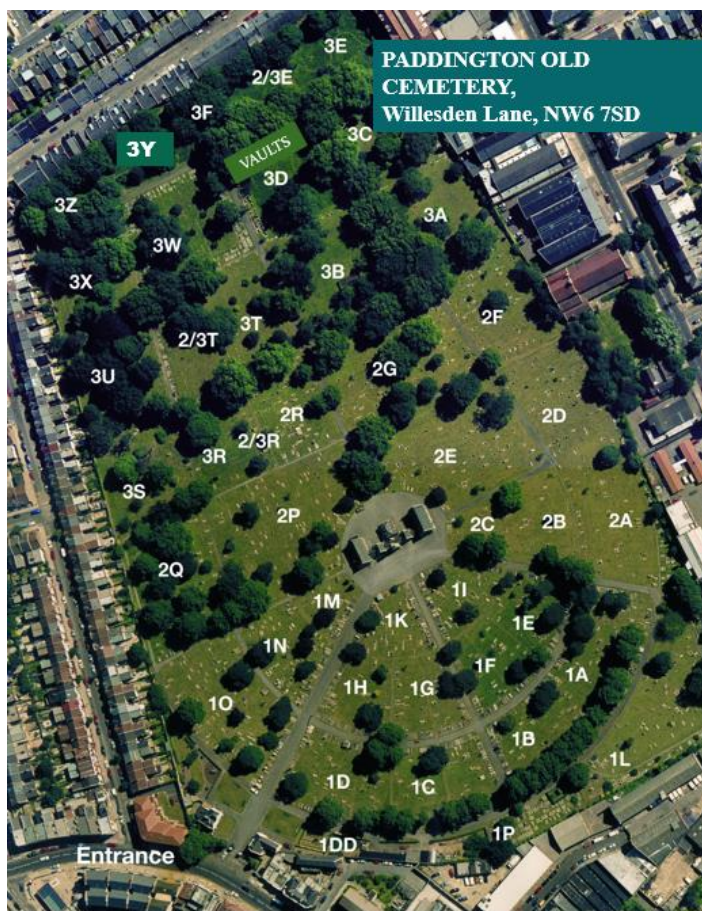 3E
PADDINGTON OLD
CEMETERY,
Willesden Lane, NW6 7SD
2/3E
3F
3C
VAULTS
3Y
3D
3Z
3A
3W
3X
3B
2F
3T
2/3T
3U
2G
2R
2D
2/3R
3R
2E
3S
2P
2C
2B
2A
2Q
1I
1M
1K
1E
1N
1F
1A
1H
1G
1O
1B
1L
1D
1C
1P
1DD
Entrance